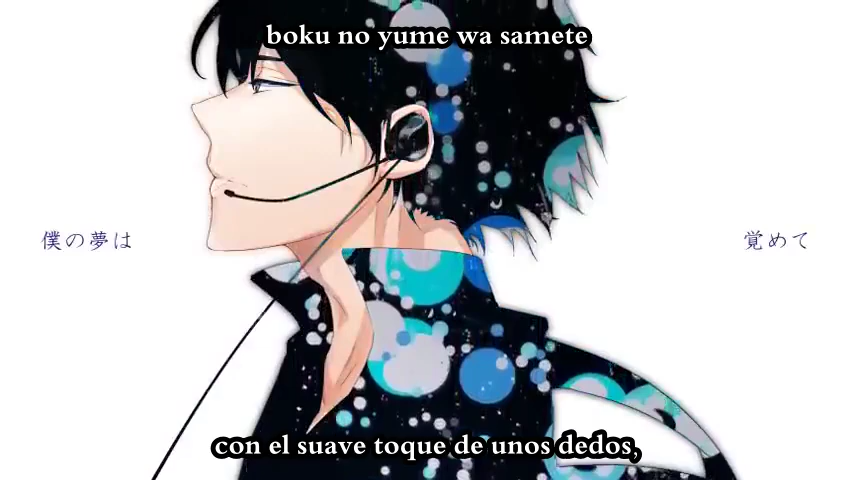 boku no yume wa samete
僕の夢は
覚めて
con el suave toque de unos dedos,